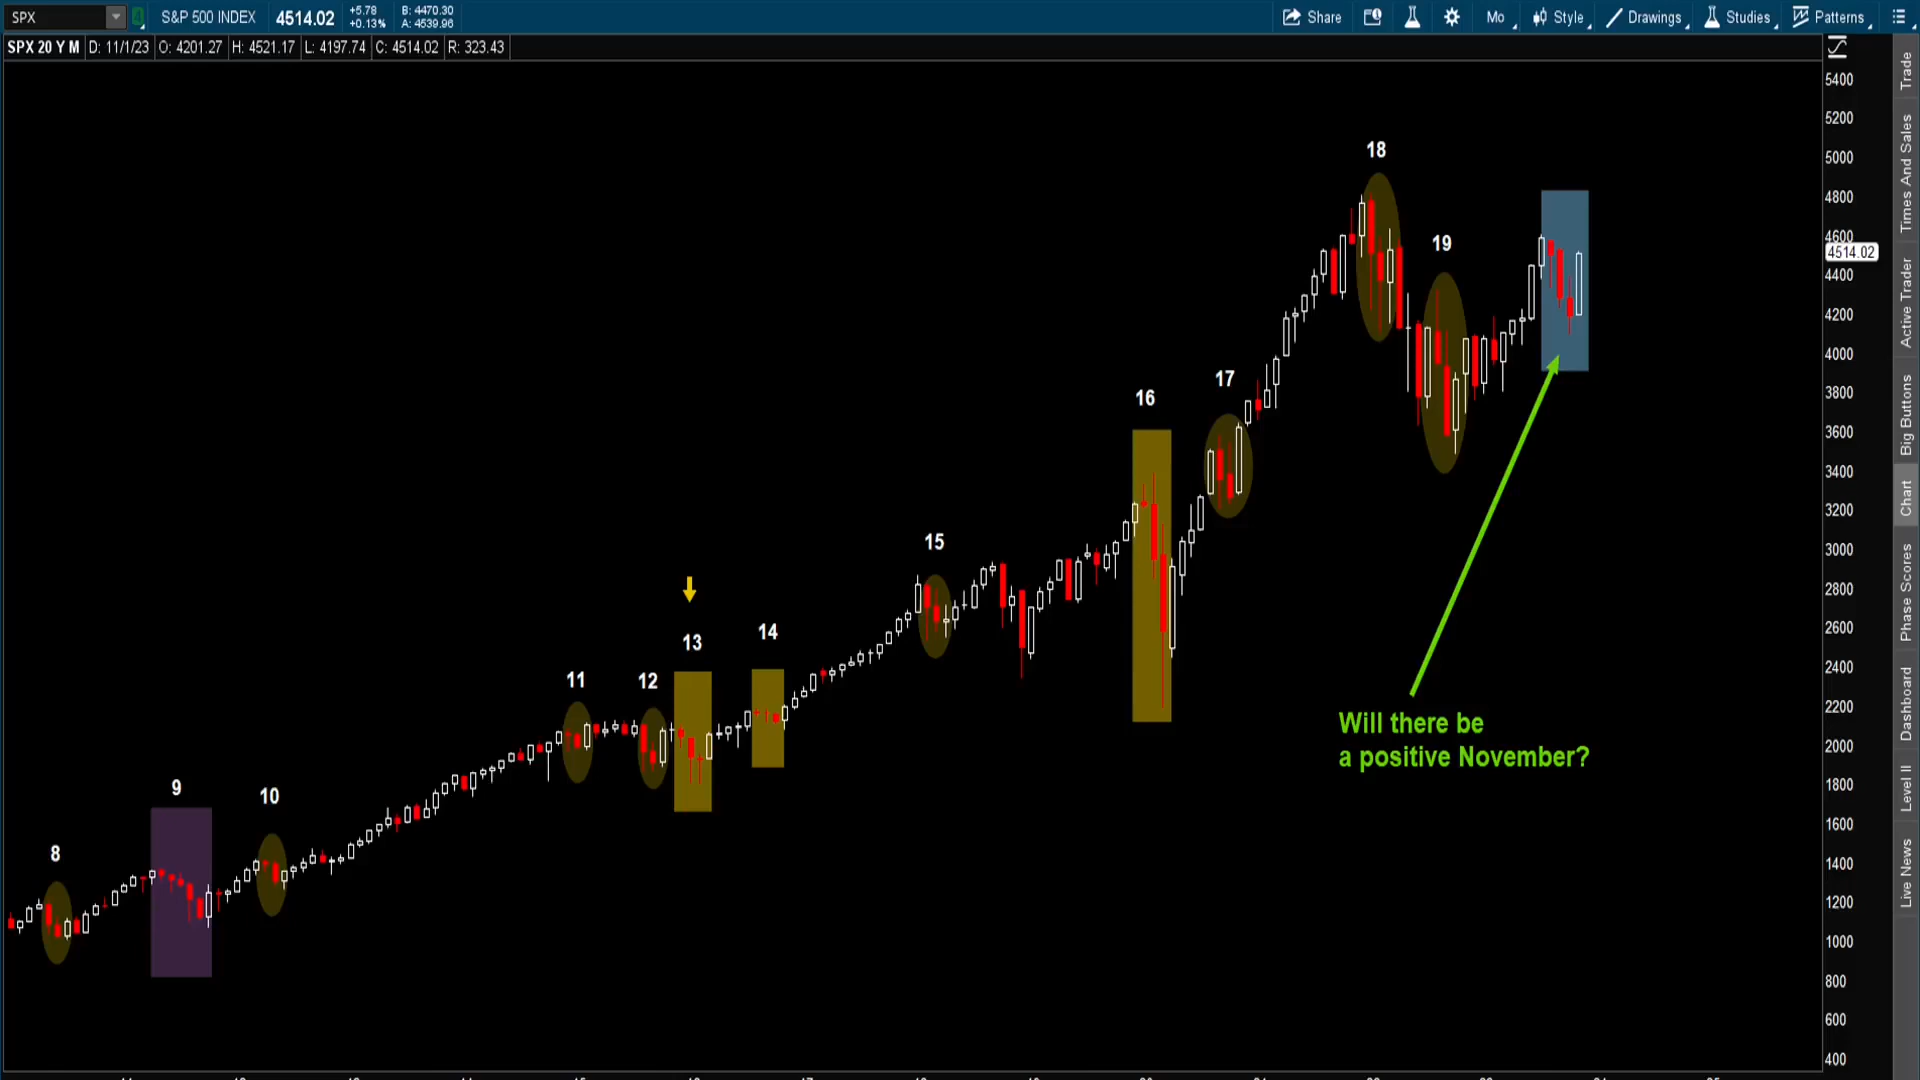 SPX
S&P 500 INDEX
4514.02
+5.78
+0.13%
B: 4470.30
A: 4539.96
Share
Mo
Style
Drawings
Studies
Patterns
SPX 20 Y M
D: 11/1/23
O: 4201.27
H: 4521.17
L: 4197.74
C: 4514.02
R: 323.43
5400
5200
5000
4800
4600
4514.02
4400
4200
4000
3800
3600
3400
3200
3000
2800
2600
2400
2200
2000
1800
1600
1400
1200
1000
800
600
400
18
19
17
16
15
14
13
12
11
10
9
8
Will there be
a positive November?
Trade
Times And Sales
Active Trader
Big Buttons
Chart
Phase Scores
Dashboard
Level II
Live News